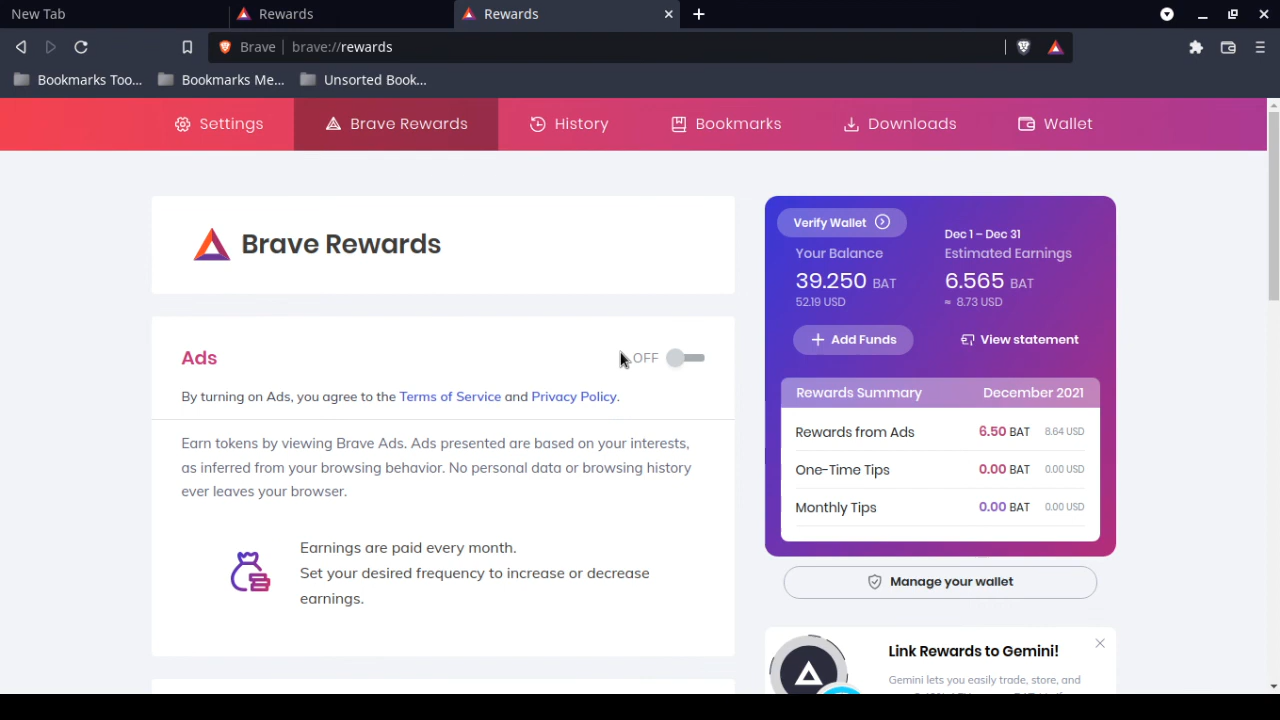 New Tab
Rewards
Rewards
Brave
brave://rewards
Bookmarks Too...
Bookmarks Me...
Unsorted Book...
Settings
Brave Rewards
History
Bookmarks
Downloads
Wallet
Brave Rewards
Ads
OFF
By turning on Ads, you agree to the Terms of Service and Privacy Policy.
Earn tokens by viewing Brave Ads. Ads presented are based on your interests,
as inferred from your browsing behavior. No personal data or browsing history
ever leaves your browser.
Earnings are paid every month.
Set your desired frequency to increase or decrease
earnings.
Verify Wallet
Your Balance
39.250 BAT
52.19 USD
Dec 1 – Dec 31
Estimated Earnings
6.565 BAT
≈ 8.73 USD
Add Funds
View statement
Rewards Summary December 2021
Rewards from Ads 6.50 BAT 8.64 USD
One-Time Tips 0.00 BAT 0.00 USD
Monthly Tips 0.00 BAT 0.00 USD
Manage your wallet
Link Rewards to Gemini!
Gemini lets you easily trade, store, and